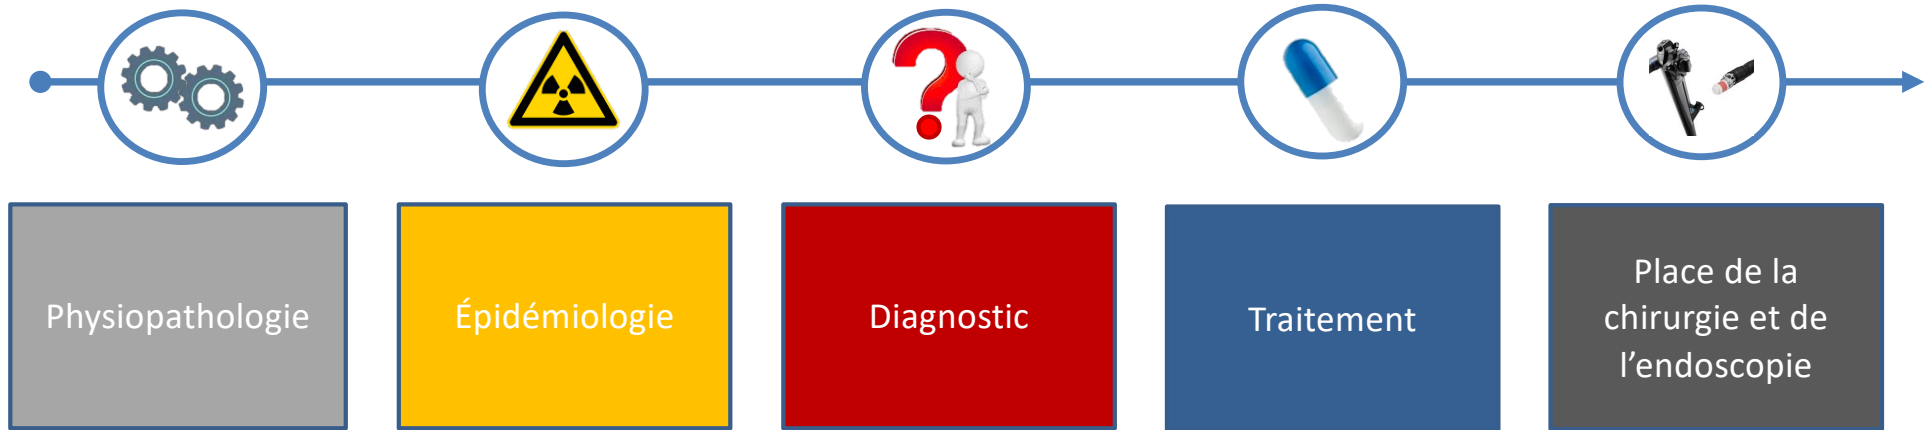 Physiopathologie
Épidémiologie
Diagnostic
Traitement
Place de la
chirurgie et de
l’endoscopie